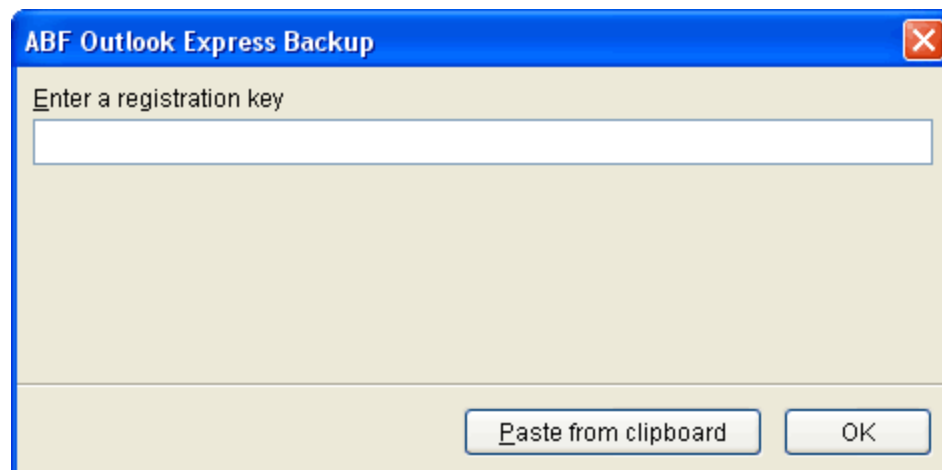 ABF Outlook Express Backup
Enter a registration key
Paste from clipboard
OK